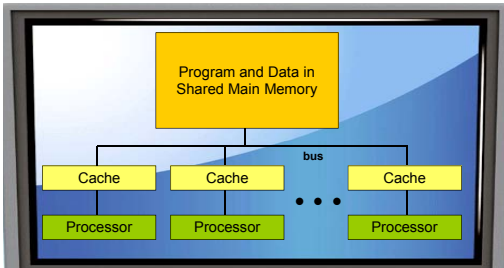 Program and Data in
Shared Main Memory
bus
Cache
Cache
Cache
Processor
Processor
Processor